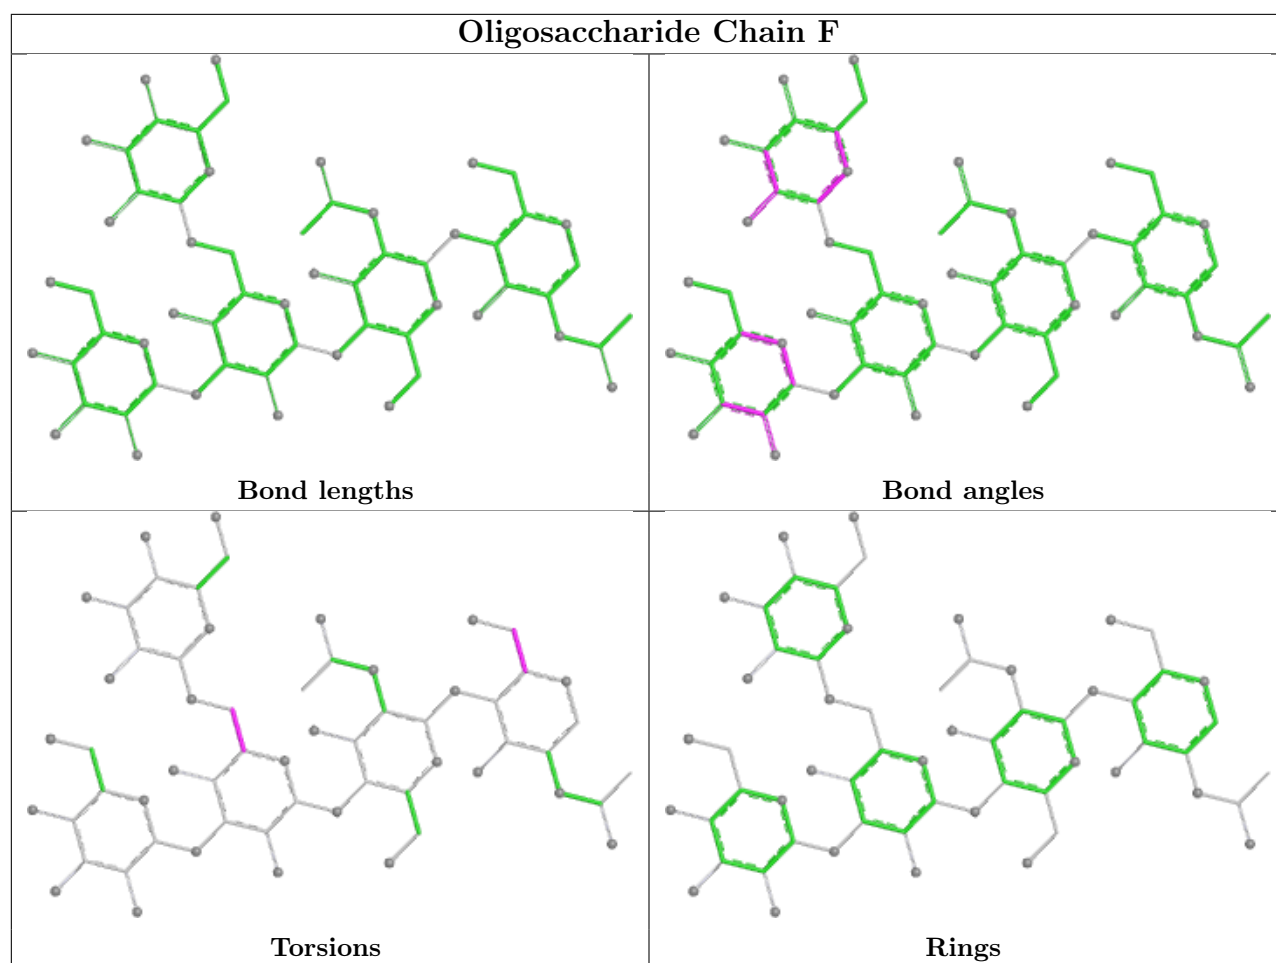 Oligosaccharide Chain F
Bond lengths
Bond angles
Torsions
Rings